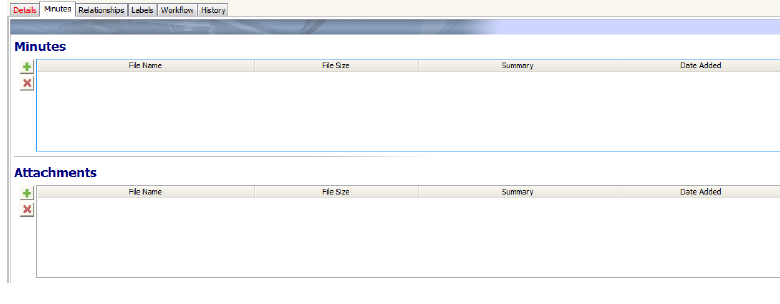 Details Minutes Relationships Labels Workflow History
Minutes
File Name File Size Summary Date Added
Attachments
File Name File Size Summary Date Added